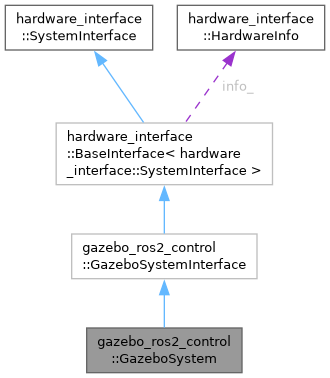 hardware_interface
::SystemInterface
hardware_interface
::HardwareInfo
info_
hardware_interface
::BaseInterface< hardware
_interface::SystemInterface >
gazebo_ros2_control
::GazeboSystemInterface
gazebo_ros2_control
::GazeboSystem